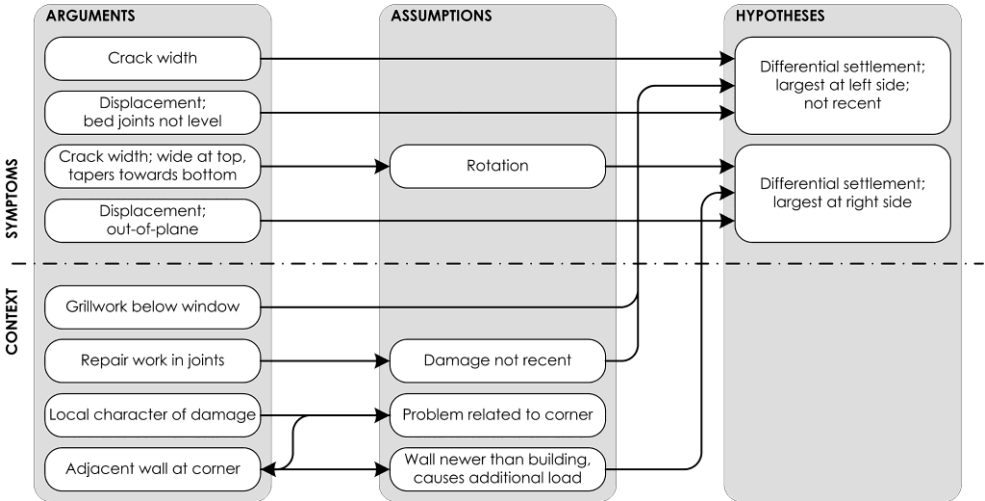 ARGUMENTS
ASSUMPTIONS
HYPOTHESES
SYMPTOMS
Crack width
Displacement;
bed joints not level
Crack width; wide at top,
tapers towards bottom
Displacement;
out-of-plane
Rotation
Differential settlement;
largest at left side;
not recent
Differential settlement;
largest at right side
CONTEXT
Grillwork below window
Repair work in joints
Local character of damage
Adjacent wall at corner
Damage not recent
Problem related to corner
Wall newer than building,
causes additional load